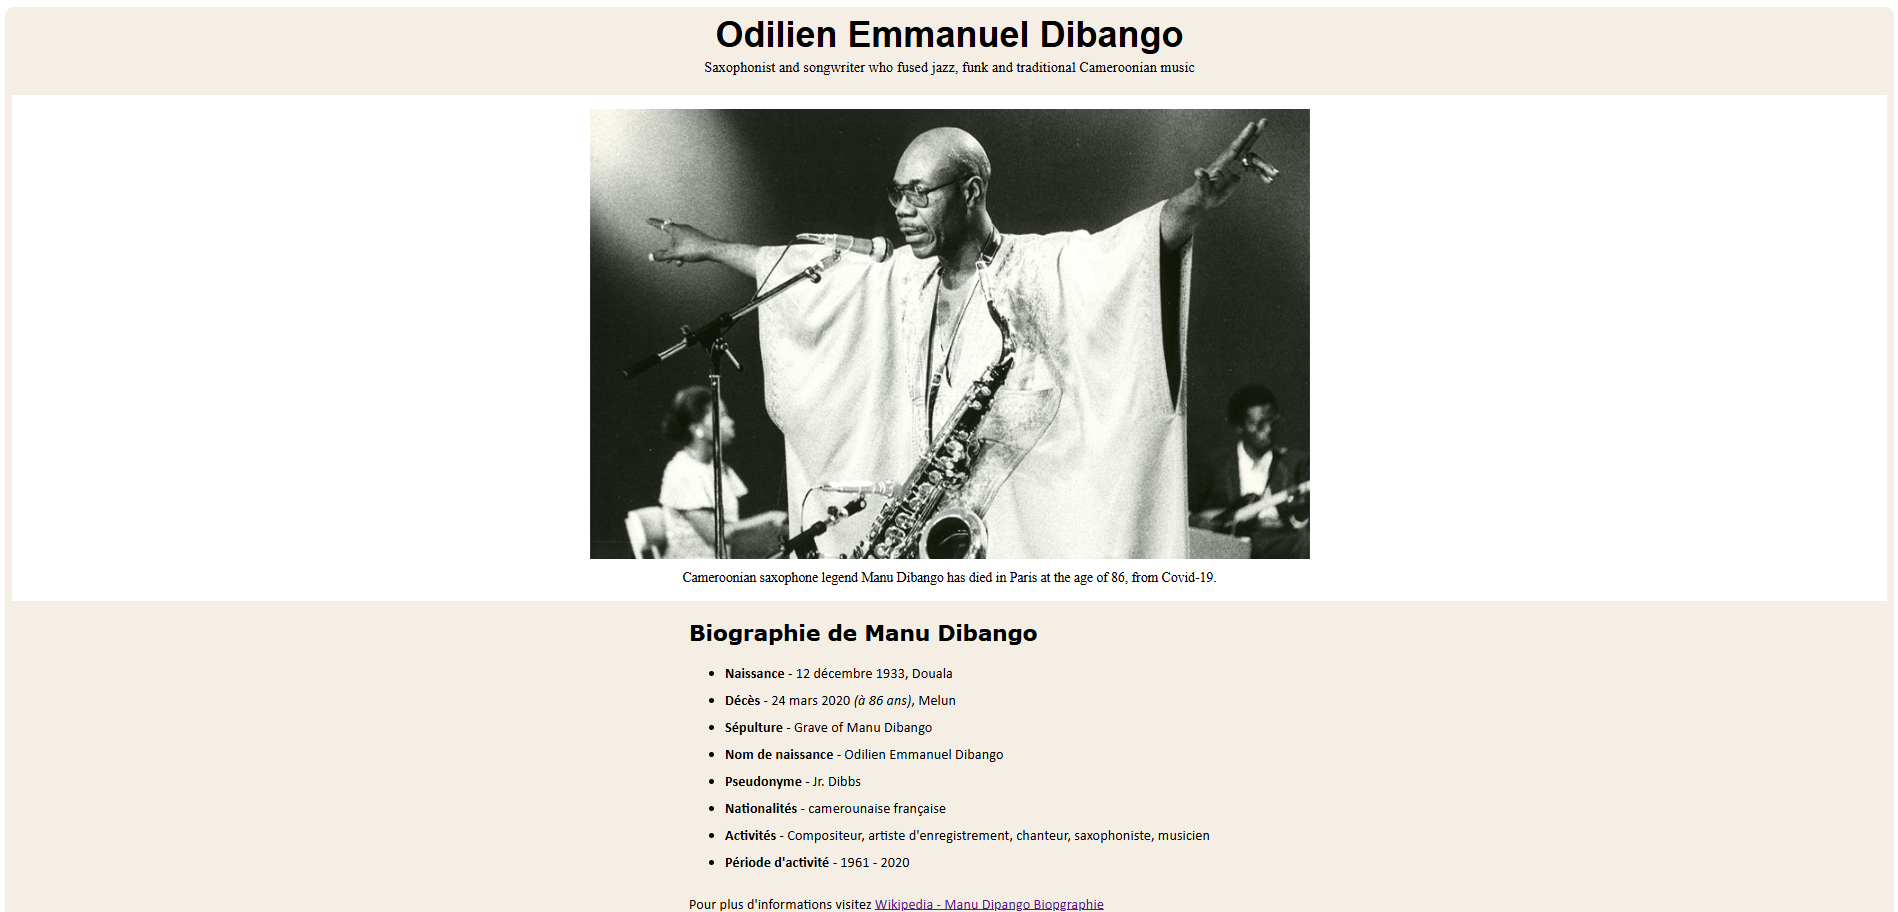 Odilien Emmanuel Dibango
Saxophonist and songwriter who fused jazz, funk and traditional Cameroonian music
Cameroonian saxophone legend Manu Dibango has died in Paris at the age of 86, from Covid-19.
Biographie de Manu Dibango
• Naissance - 12 décembre 1933, Douala
• Décès - 24 mars 2020 (à 86 ans), Melun
• Sépulture - Grave of Manu Dibango
• Nom de naissance - Odilien Emmanuel Dibango
• Pseudonyme - Jr. Dibbs
• Nationalités - camerounaise française
• Activités - Compositeur, artiste d'enregistrement, chanteur, saxophoniste, musicien
• Période d'activité - 1961 - 2020
Pour plus d'informations visitez Wikipedia - Manu Dipango Biopgraphie